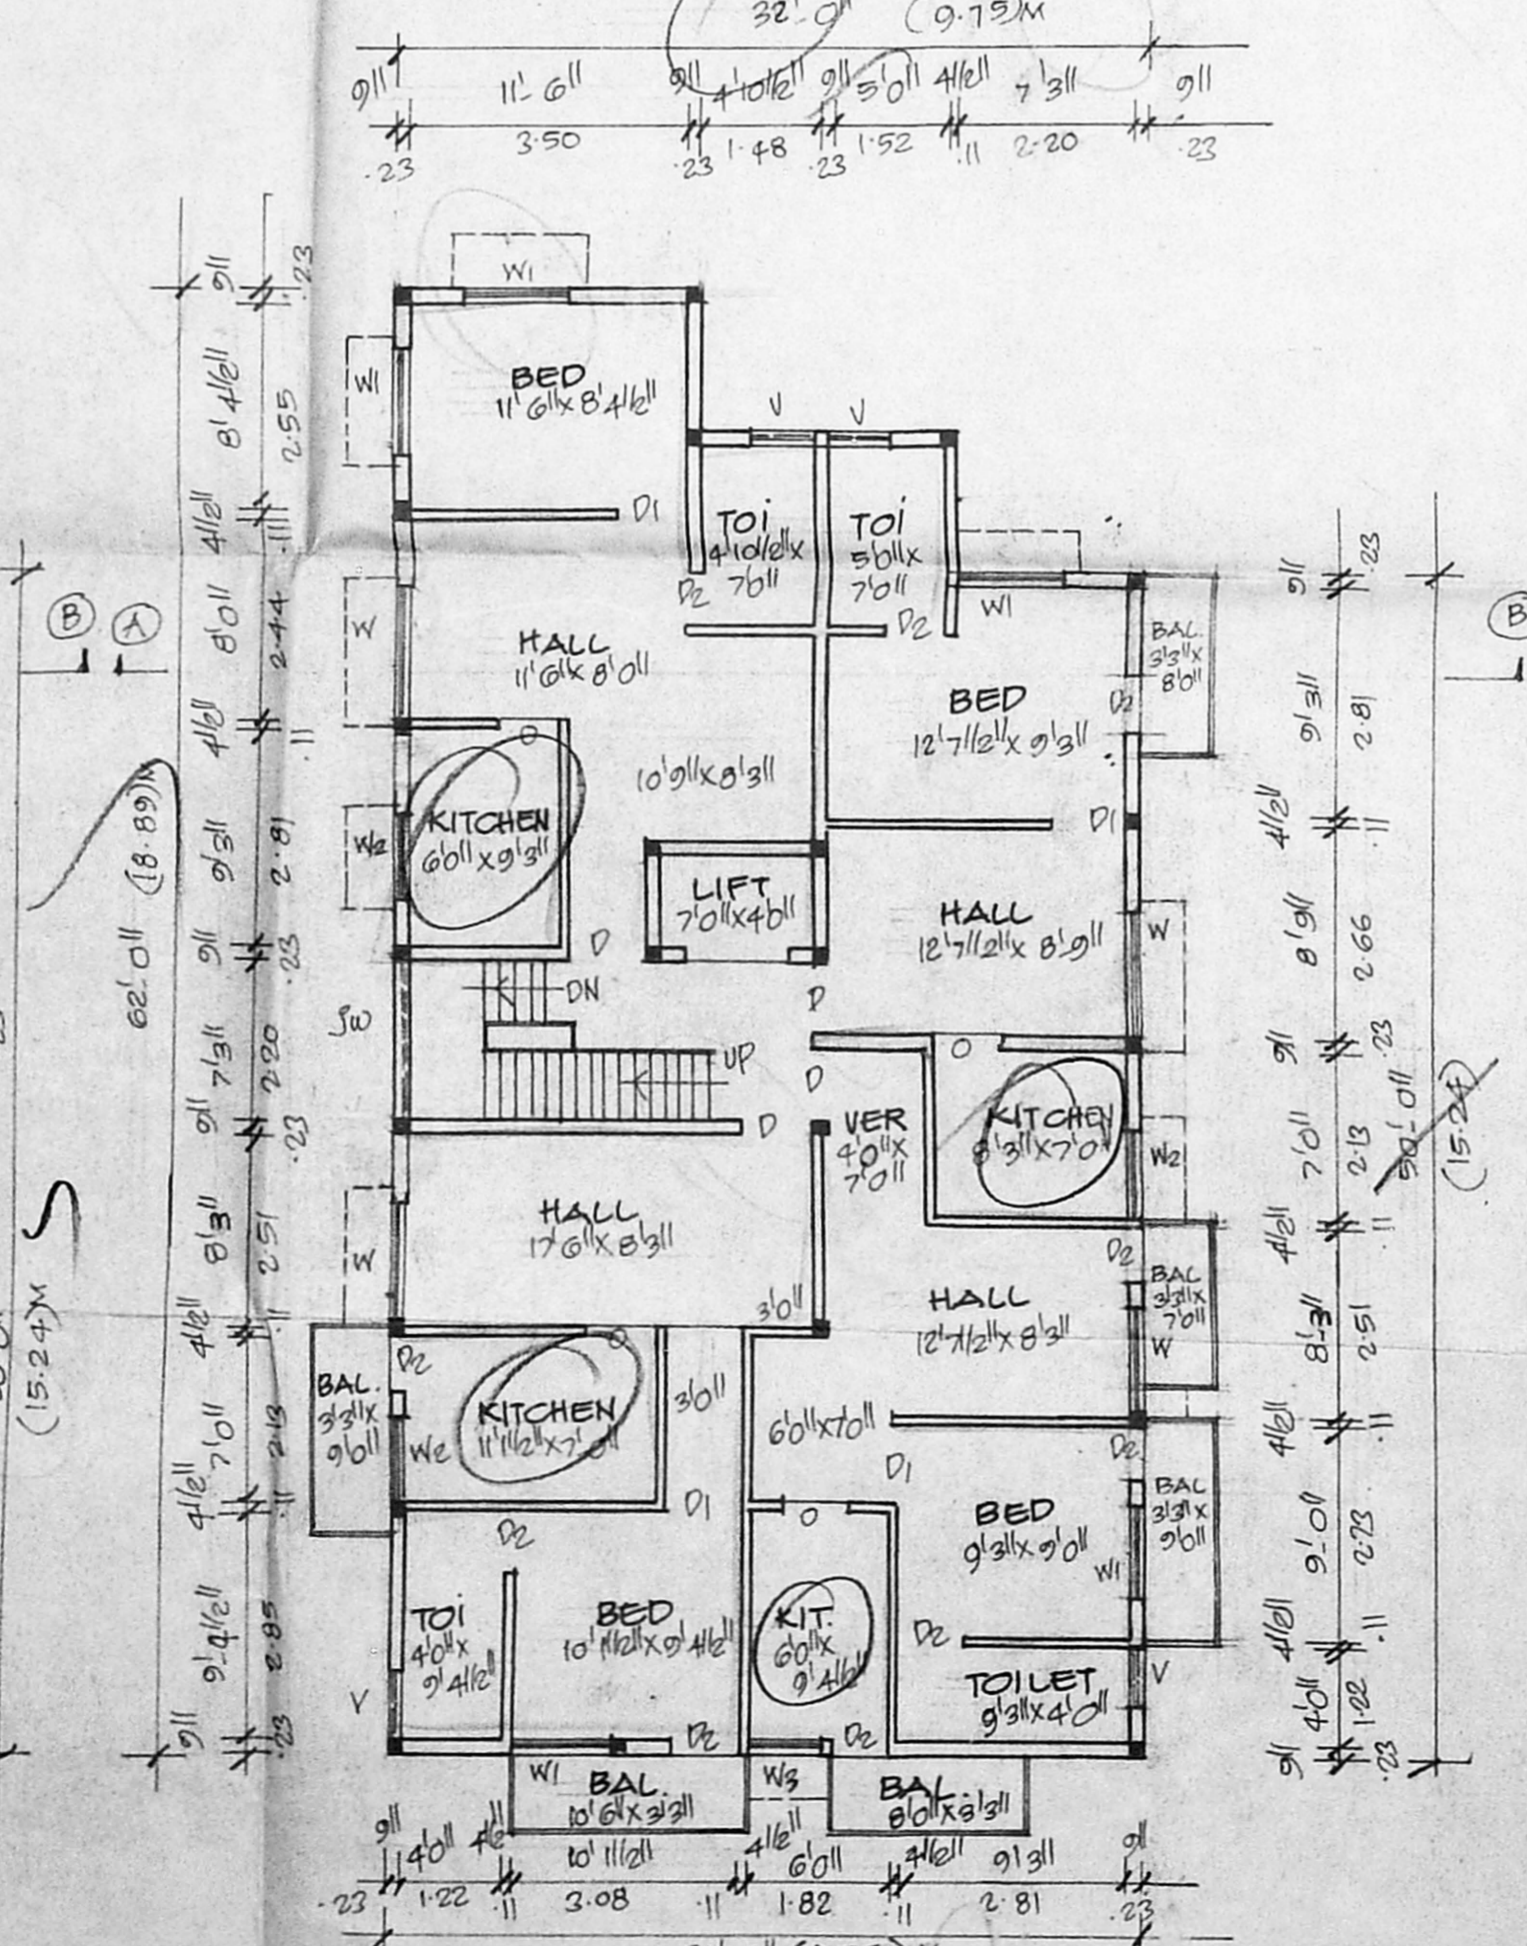 32'-0" (9.75)M
9" 11'-6" 9" 4'10½" 9" 5'0" 4½" 7'3" 9"
.23 3.50 .23 1.48 .23 1.52 .11 2.20 .23
W1
9" .23
W1
BED
11'6"x 8'4½"
8'4½" 2.55
V V
4½" .11
D1
TOI
4'10½"x
7'0"
TOI
5'0"x
7'0"
9" .23
D2
D2
W1
B A
8'0" 2.44
W
HALL
11'6"x 8'0"
BAL.
3'3"x
8'0"
B
BED
12'7½"x 9'3"
D2
9'3" 2.81
4½" .11
O
10'9"x8'3"
62'-0" (18.89)M
9'3" 2.81
W2
KITCHEN
6'0"x9'3"
D1
4½" .11
LIFT
7'0"x4'0"
HALL
12'7½"x 8'9"
W
8'9" 2.66
9" .23
D
DN
D
SW
7'3" 2.20
UP
D
O
9" .23
9" .23
D
VER
4'0"x
7'0"
KITCHEN
8'3"x7'0"
W2
7'0" 2.13
50'-0" (15.24)
HALL
17'6"x 8'3"
W
8'3" 2.51
D2
4½" .11
(15.24)M
3'0"
HALL
12'7½"x 8'3"
BAL
3'3"x
7'0"
W
8'-3" 2.51
4½" .11
D2
O
BAL.
3'3"x
9'0"
KITCHEN
11'1½"x7'0"
W2
3'0"
7'0" 2.13
6'0"x7'0"
D2
4½" .11
4½" .11
D2
D1
D1
O
BED
9'3"x 9'0"
W1
BAL
3'3"x
9'0"
9'-0" 2.73
9'-4½" 2.85
TOI
4'0"x
9'4½"
BED
10'1½"x9'4½"
KIT.
6'0"x
9'4½"
D2
4½" .11
V
TOILET
9'3"x4'0"
V
4'0" 1.22
9" .23
D2
D2
9" .23
W1
BAL.
10'6"x3'3"
W3
BAL.
8'0"x3'3"
9" 4'0" 4½" 10'1½" 4½" 6'0" 4½" 9'3" 9"
.23 1.22 .11 3.08 .11 1.82 .11 2.81 .23